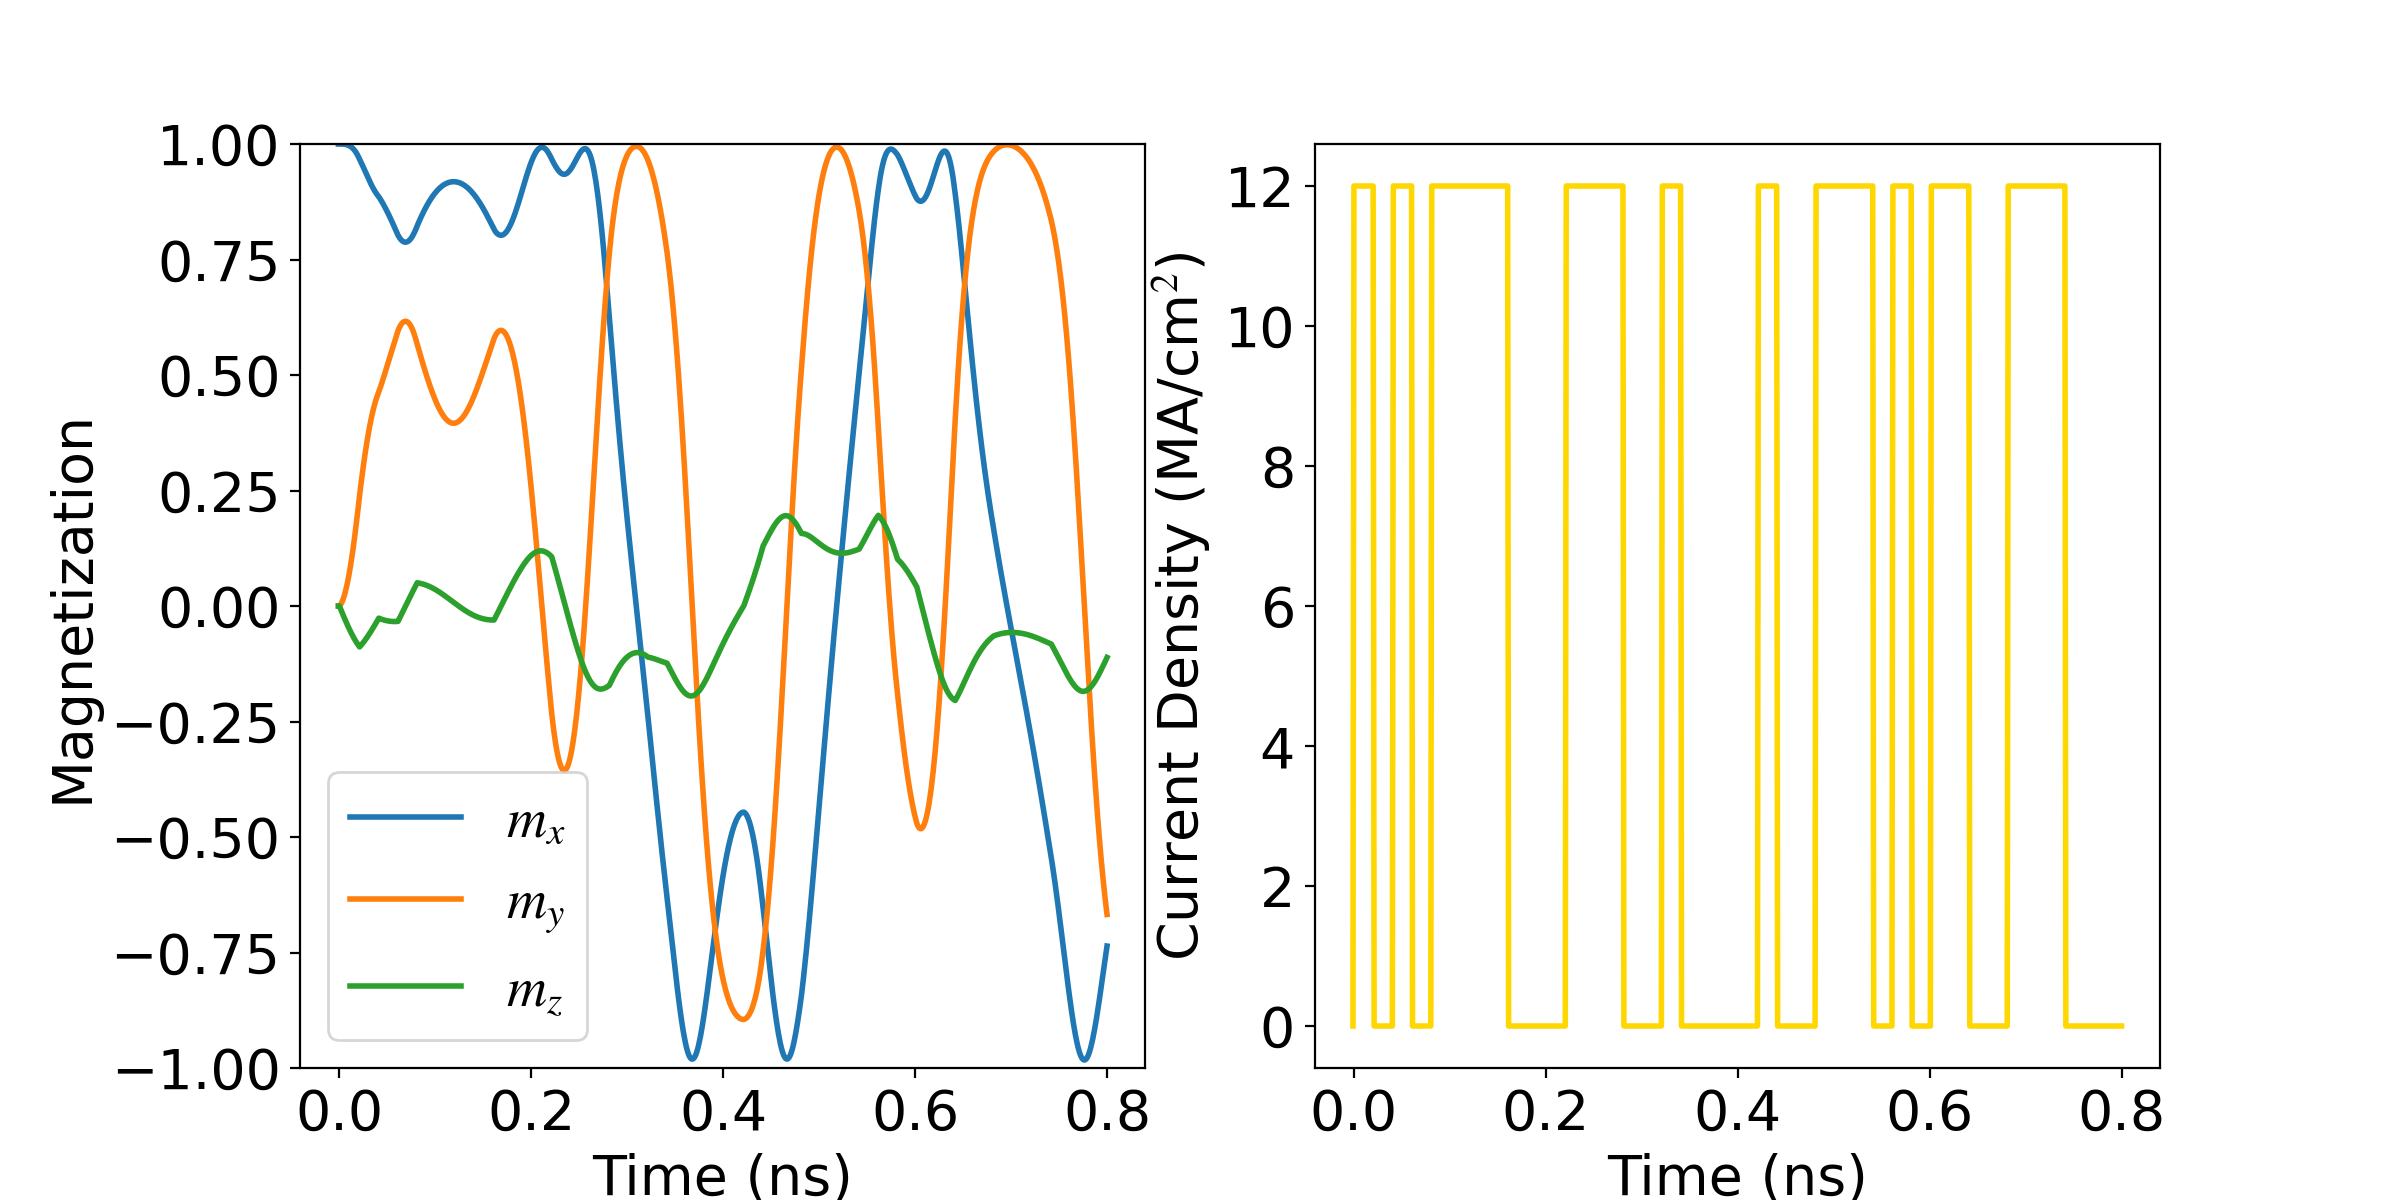 1.00
0.75
0.50
0.25
0.00
−0.25
−0.50
−0.75
−1.00
Magnetization
m_x
m_y
m_z
0.0 0.2 0.4 0.6 0.8
Time (ns)
12
10
8
6
4
2
0
Current Density (MA/cm²)
0.0 0.2 0.4 0.6 0.8
Time (ns)